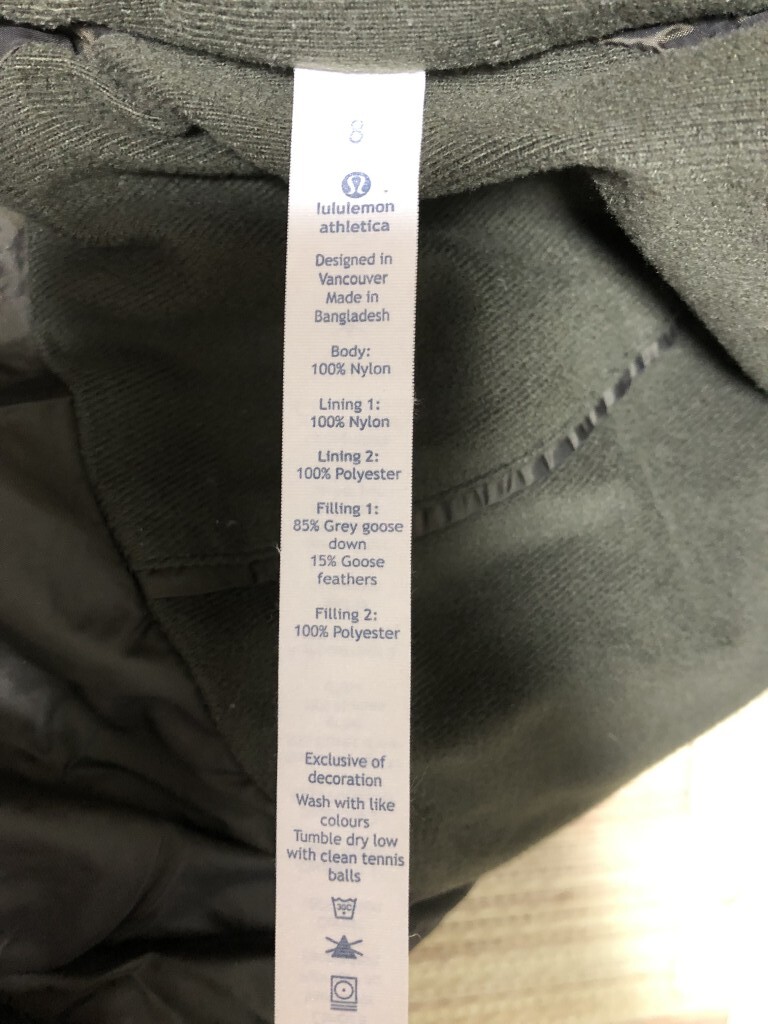 8
lululemon
athletica
Designed in
Vancouver
Made in
Bangladesh
Body:
100% Nylon
Lining 1:
100% Nylon
Lining 2:
100% Polyester
Filling 1:
85% Grey goose
down
15% Goose
feathers
Filling 2:
100% Polyester
Exclusive of
decoration
Wash with like
colours
Tumble dry low
with clean tennis
balls
30C